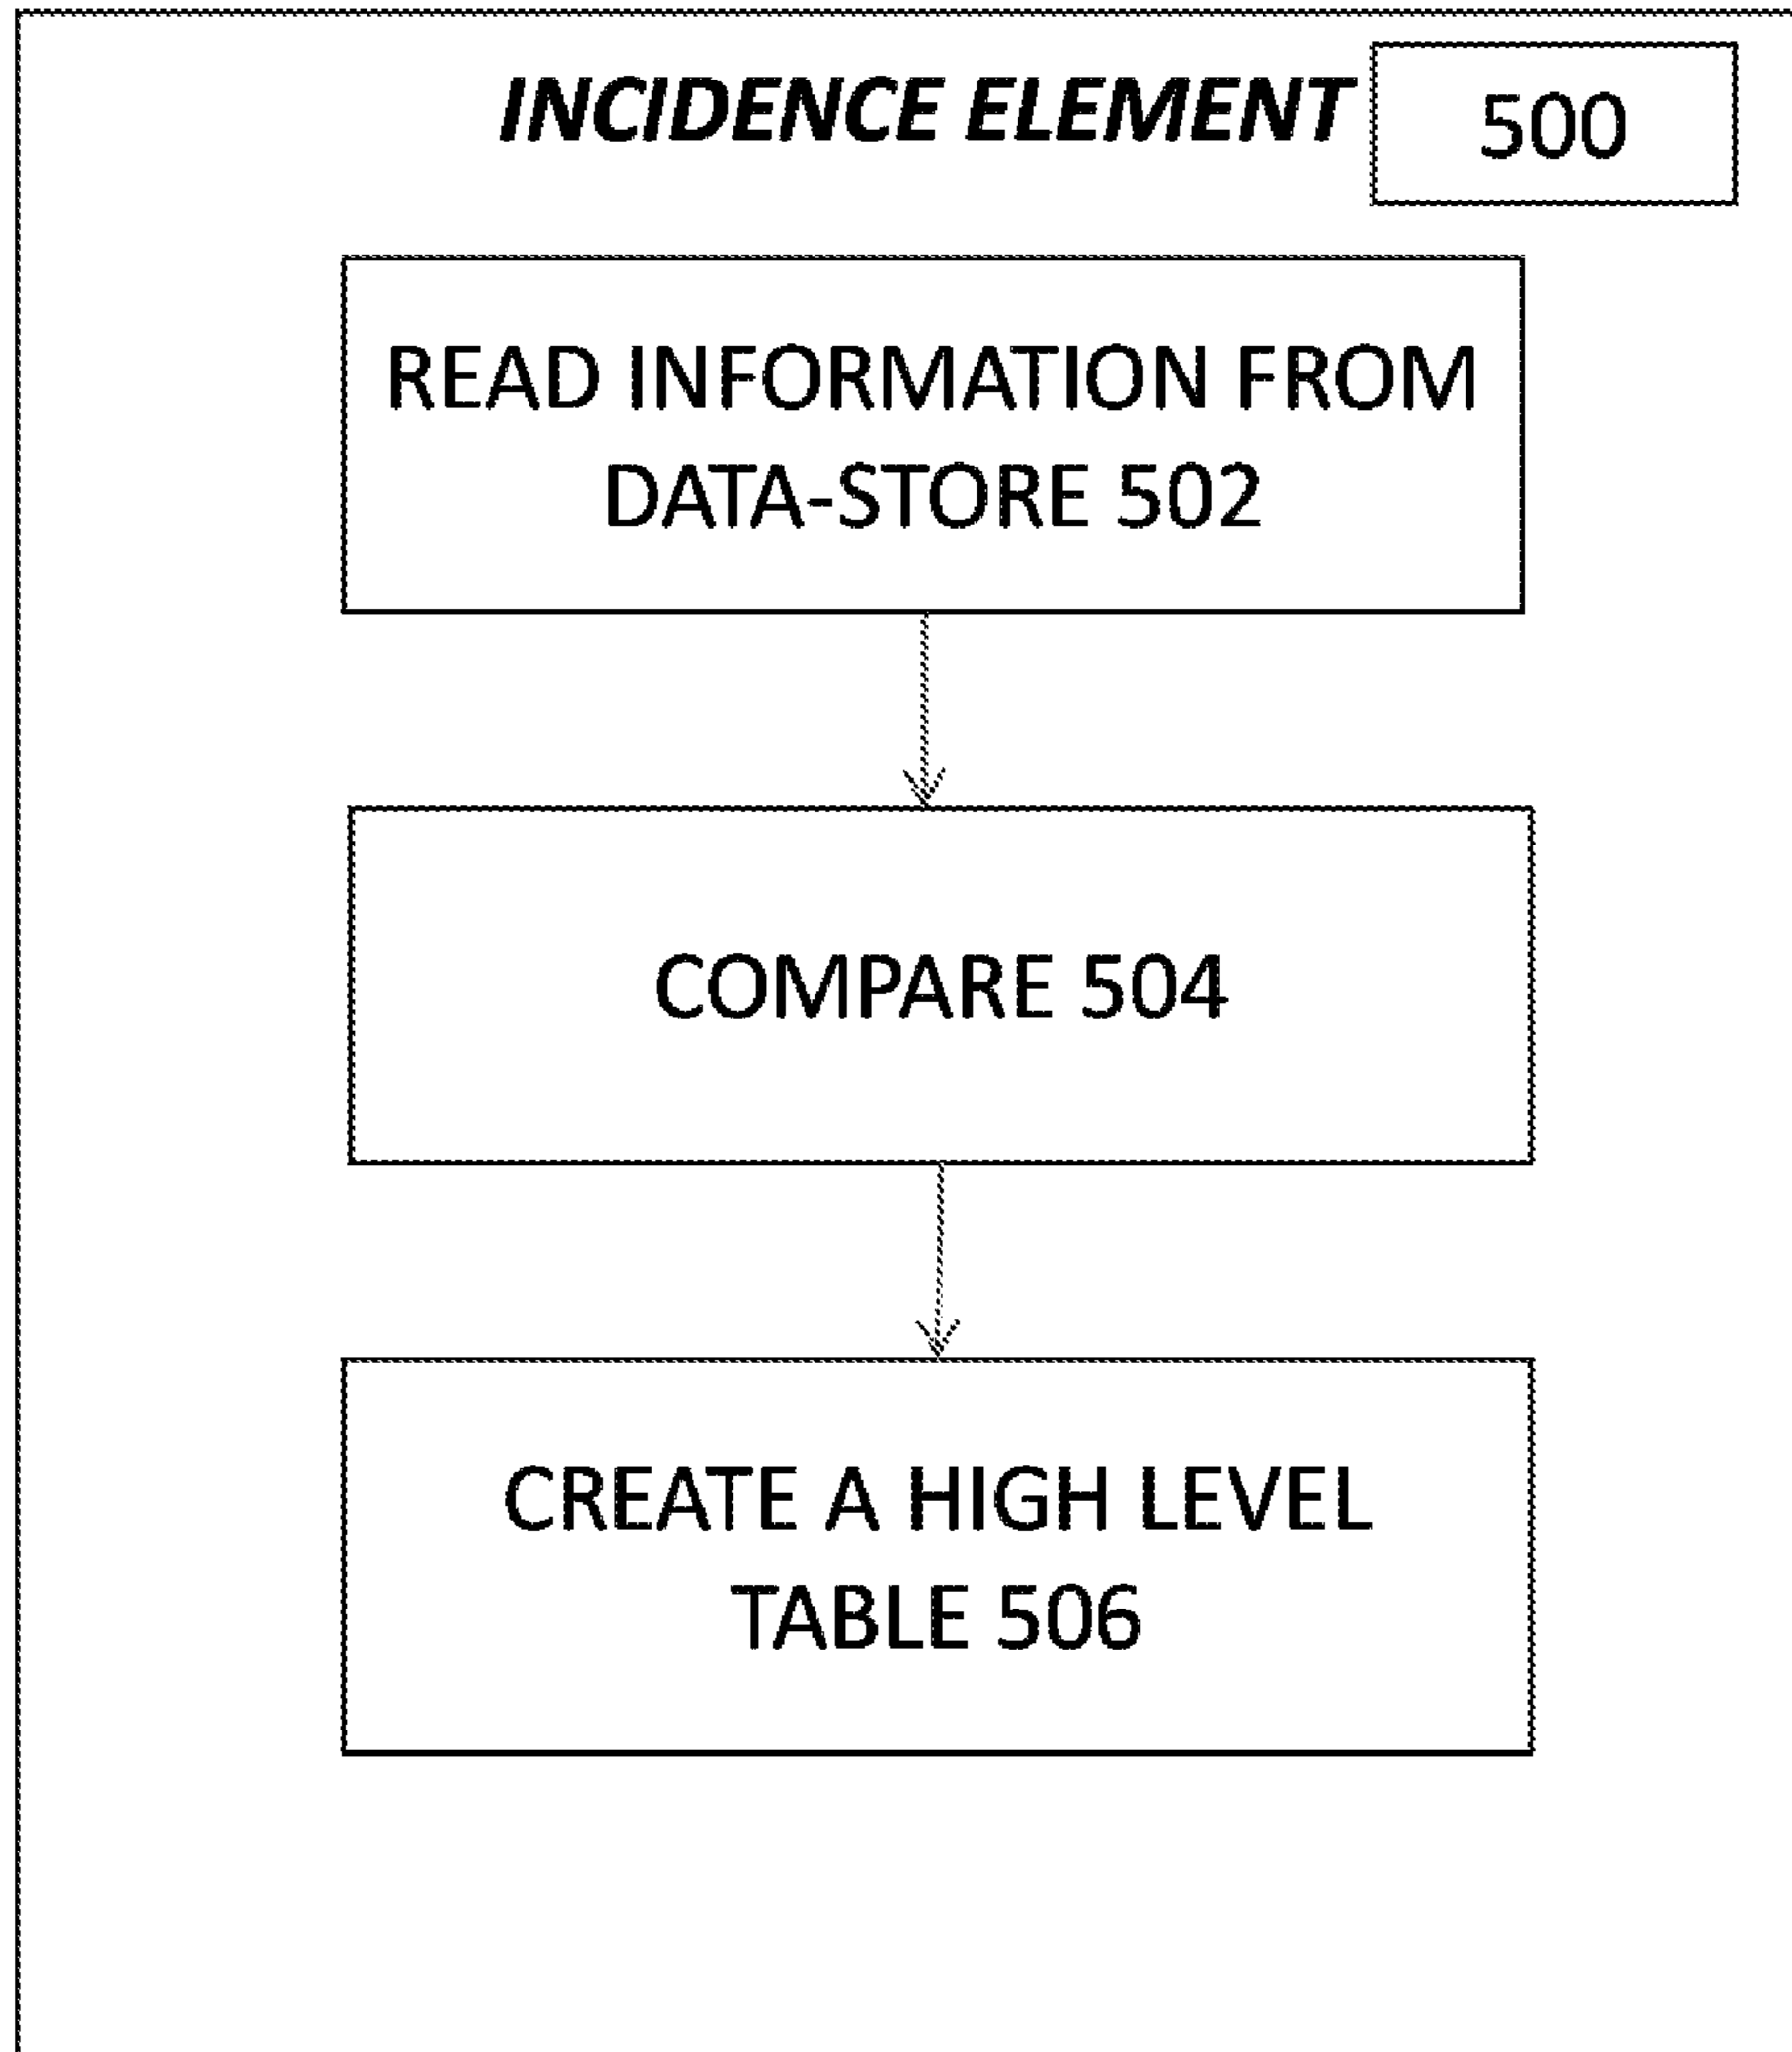 INCIDENCE ELEMENT
500
READ INFORMATION FROM
DATA-STORE 502
COMPARE 504
CREATE A HIGH LEVEL
TABLE 506